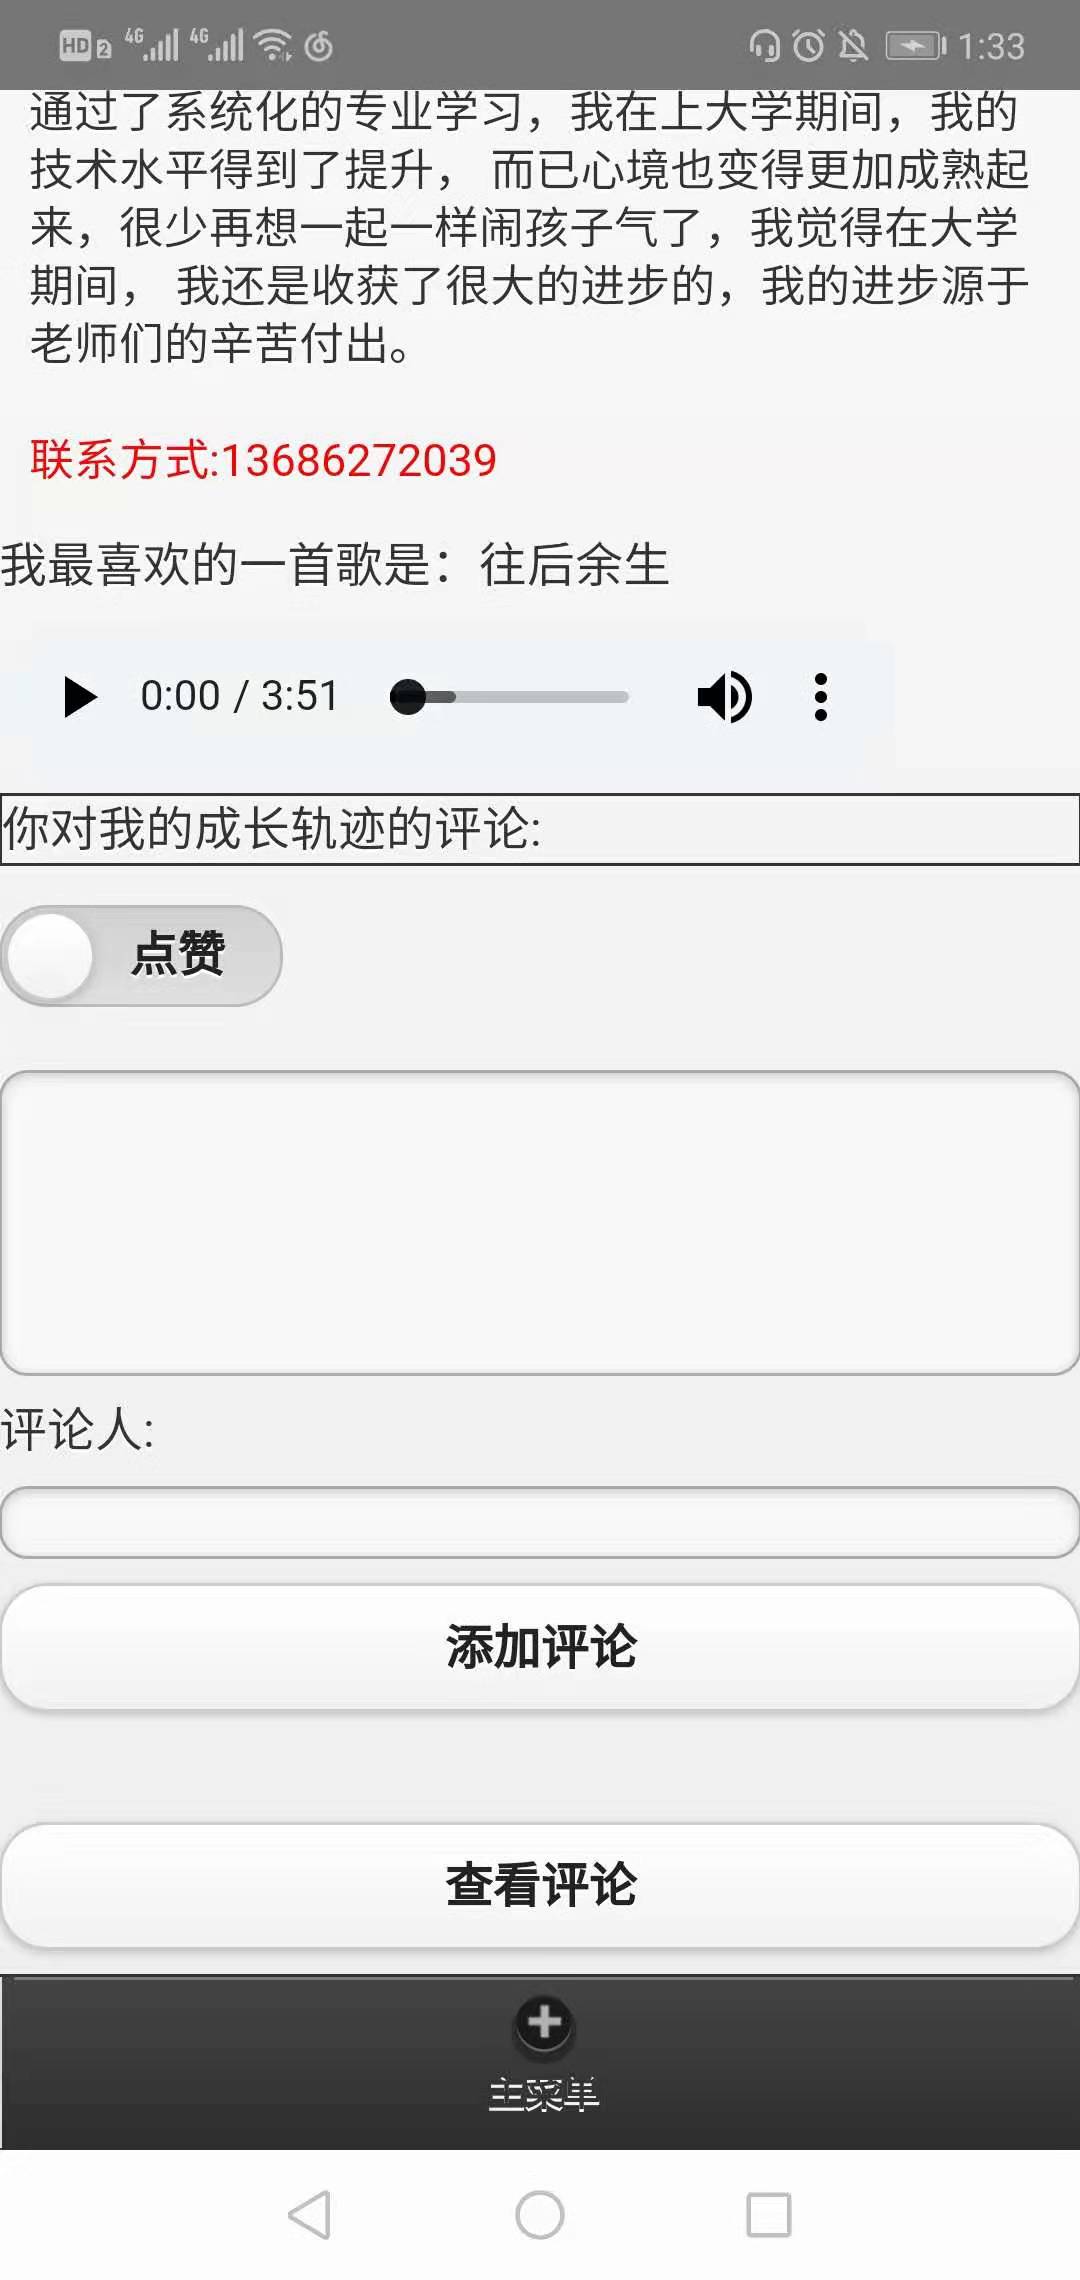 HD 2 4G 4G 1:33
通过了系统化的专业学习，我在上大学期间，我的
技术水平得到了提升， 而已心境也变得更加成熟起
来，很少再想一起一样闹孩子气了，我觉得在大学
期间， 我还是收获了很大的进步的，我的进步源于
老师们的辛苦付出。
联系方式:13686272039
我最喜欢的一首歌是：往后余生
0:00 / 3:51
你对我的成长轨迹的评论:
点赞
评论人:
添加评论
查看评论
主菜单